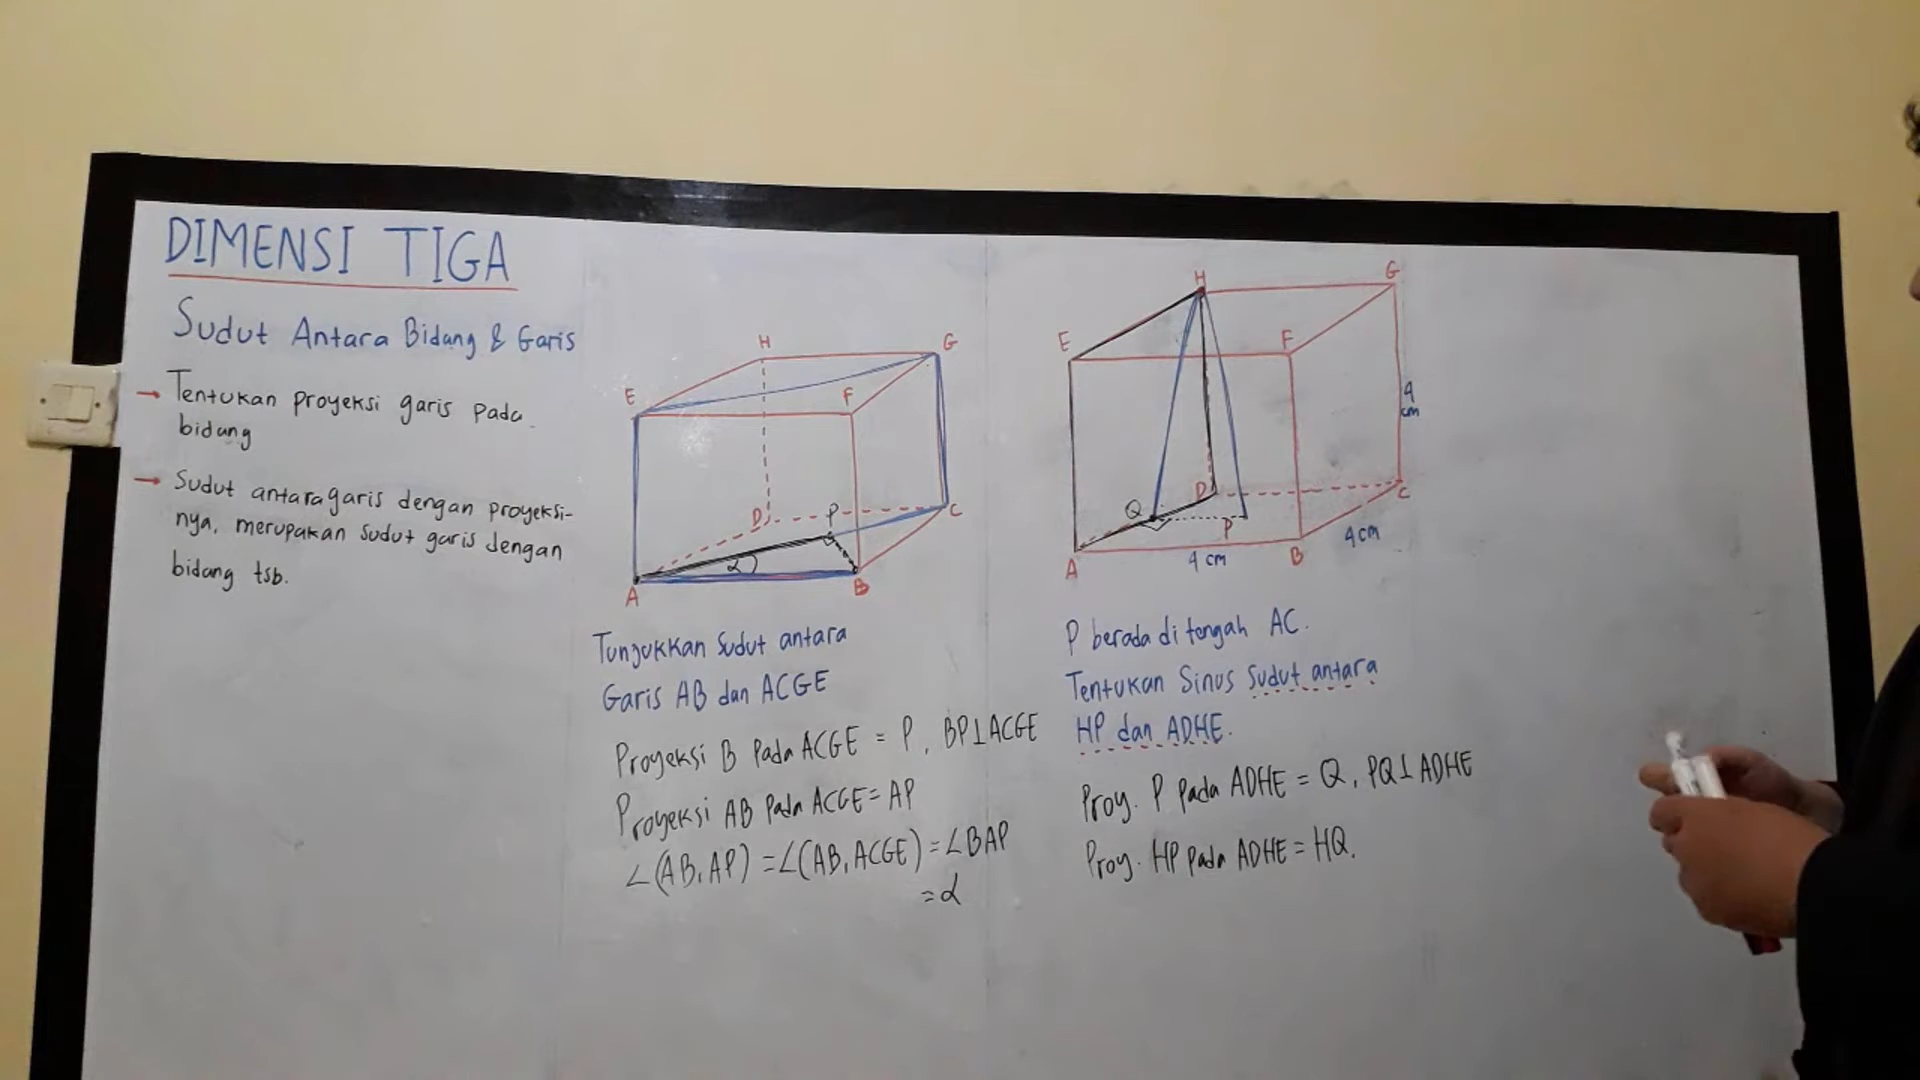 DIMENSI TIGA
Sudut Antara Bidang & Garis
→ Tentukan proyeksi garis pada
bidang
→ Sudut antara garis dengan proyeksi-
nya, merupakan sudut garis dengan
bidang tsb.
H
G
E
F
D
P
C
α
A
B
Tunjukkan sudut antara
Garis AB dan ACGE
Proyeksi B pada ACGE = P, BP⊥ACGE
Proyeksi AB pada ACGE = AP
∠(AB, AP) = ∠(AB, ACGE) = ∠BAP
= α
H
G
E
F
4
cm
D
C
Q
P
A
B
4 cm
4 cm
P berada di tengah AC.
Tentukan Sinus sudut antara
HP dan ADHE.
Proy. P pada ADHE = Q, PQ⊥ADHE
Proy. HP pada ADHE = HQ.